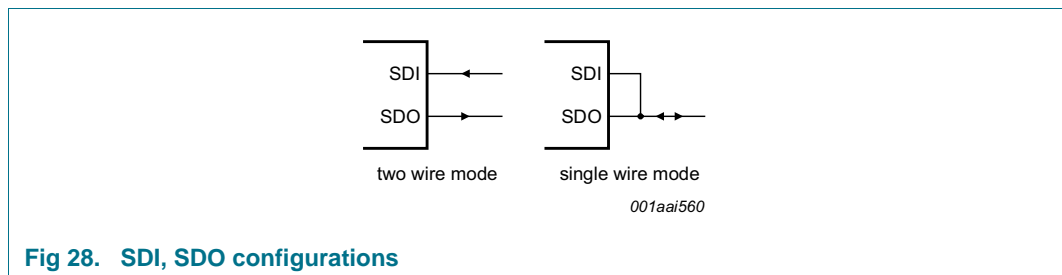 SDI
SDO
two wire mode
SDI
SDO
single wire mode
001aai560
Fig 28. SDI, SDO configurations